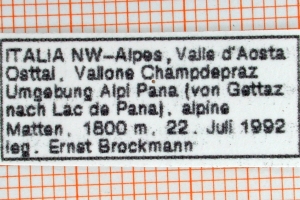 ITALIA NW-Alpes, Valle d'Aosta
Osttal. Vallone Champdepraz
Umgebung Alpi Pana (von Gettaz
nach Lac de Pana), alpine
Matten. 1800 m. 22. Juli 1992
leg. Ernst Brockmann